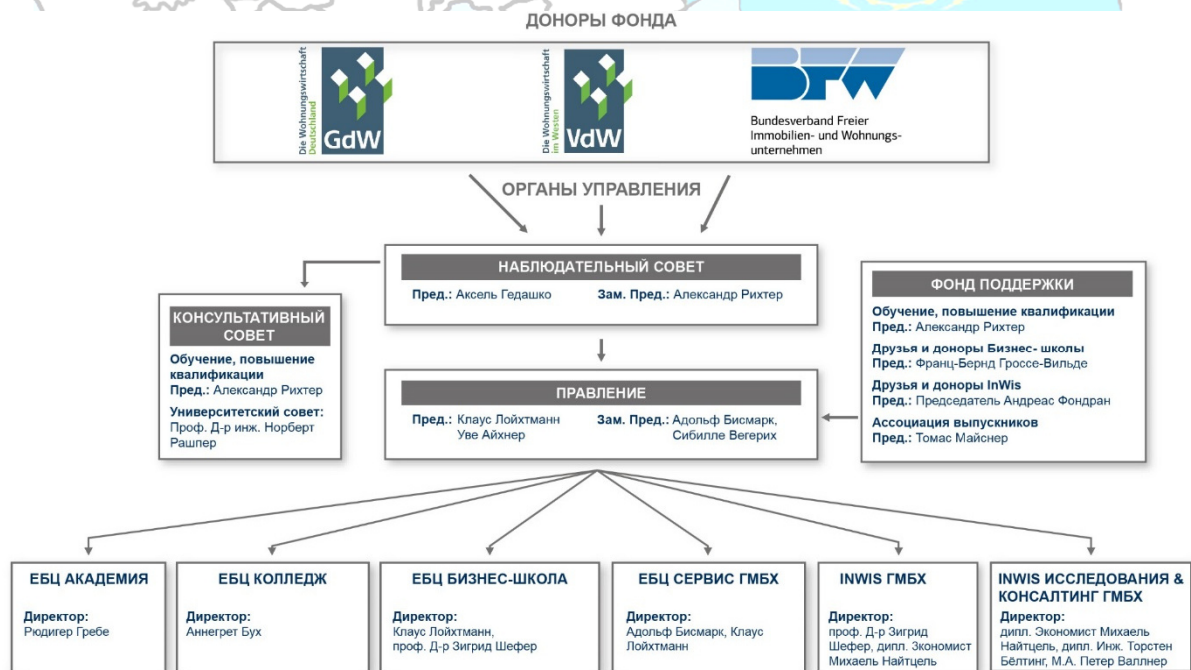 ДОНОРЫ ФОНДА
Die Wohnungswirtschaft
Deutschland
GdW
Die Wohnungswirtschaft
im Westen
VdW
BFW
Bundesverband Freier
Immobilien- und Wohnungs-
unternehmen
ОРГАНЫ УПРАВЛЕНИЯ
НАБЛЮДАТЕЛЬНЫЙ СОВЕТ
Пред.: Аксель Гедашко Зам. Пред.: Александр Рихтер
КОНСУЛЬТАТИВНЫЙ
СОВЕТ
Обучение, повышение
квалификации
Пред.: Александр Рихтер
Университетский совет:
Проф. Д-р инж. Норберт
Рашпер
ФОНД ПОДДЕРЖКИ
Обучение, повышение квалификации
Пред.: Александр Рихтер
Друзья и доноры Бизнес- школы
Пред.: Франц-Бернд Гроссе-Вильде
Друзья и доноры InWis
Пред.: Председатель Андреас Фондран
Ассоциация выпускников
Пред.: Томас Майснер
ПРАВЛЕНИЕ
Пред.: Клаус Лойхтманн Зам. Пред.: Адольф Бисмарк,
Уве Айхнер Сибилле Вегерих
ЕБЦ АКАДЕМИЯ
Директор:
Рюдигер Гребе
ЕБЦ КОЛЛЕДЖ
Директор:
Аннегрет Бух
ЕБЦ БИЗНЕС-ШКОЛА
Директор:
Клаус Лойхтманн,
проф. Д-р Зигрид Шефер
ЕБЦ СЕРВИС ГМБХ
Директор:
Адольф Бисмарк, Клаус
Лойхтманн
INWIS ГМБХ
Директор:
проф. Д-р Зигрид
Шефер, дипл. Экономист
Михаель Найтцель
INWIS ИССЛЕДОВАНИЯ &
КОНСАЛТИНГ ГМБХ
Директор:
дипл. Экономист Михаель
Найтцель, дипл. Инж. Торстен
Бёлтинг, М.А. Петер Валлнер